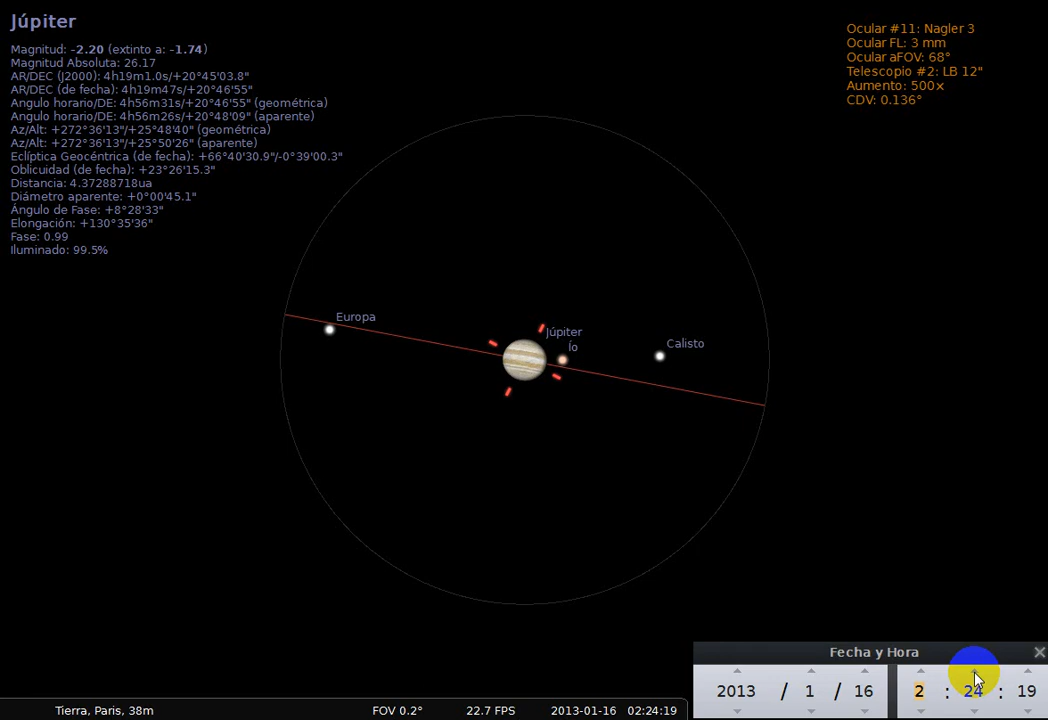 Júpiter
Magnitud: -2.20 (extinto a: -1.74)
Magnitud Absoluta: 26.17
AR/DEC (J2000): 4h19m1.0s/+20°45'03.8"
AR/DEC (de fecha): 4h19m47s/+20°46'55"
Angulo horario/DE: 4h56m31s/+20°46'55" (geométrica)
Angulo horario/DE: 4h56m26s/+20°48'09" (aparente)
Az/Alt: +272°36'13"/+25°48'40" (geométrica)
Az/Alt: +272°36'13"/+25°50'26" (aparente)
Eclíptica Geocéntrica (de fecha): +66°40'30.9"/-0°39'00.3"
Oblicuidad (de fecha): +23°26'15.3"
Distancia: 4.37288718ua
Diámetro aparente: +0°00'45.1"
Ángulo de Fase: +8°28'33"
Elongación: +130°35'36"
Fase: 0.99
Iluminado: 99.5%
Ocular #11: Nagler 3
Ocular FL: 3 mm
Ocular aFOV: 68°
Telescopio #2: LB 12"
Aumento: 500×
CDV: 0.136°
Europa
Júpiter
Ío
Calisto
Fecha y Hora
2013 / 1 / 16 2 : 24 : 19
Tierra, Paris, 38m FOV 0.2° 22.7 FPS 2013-01-16 02:24:19